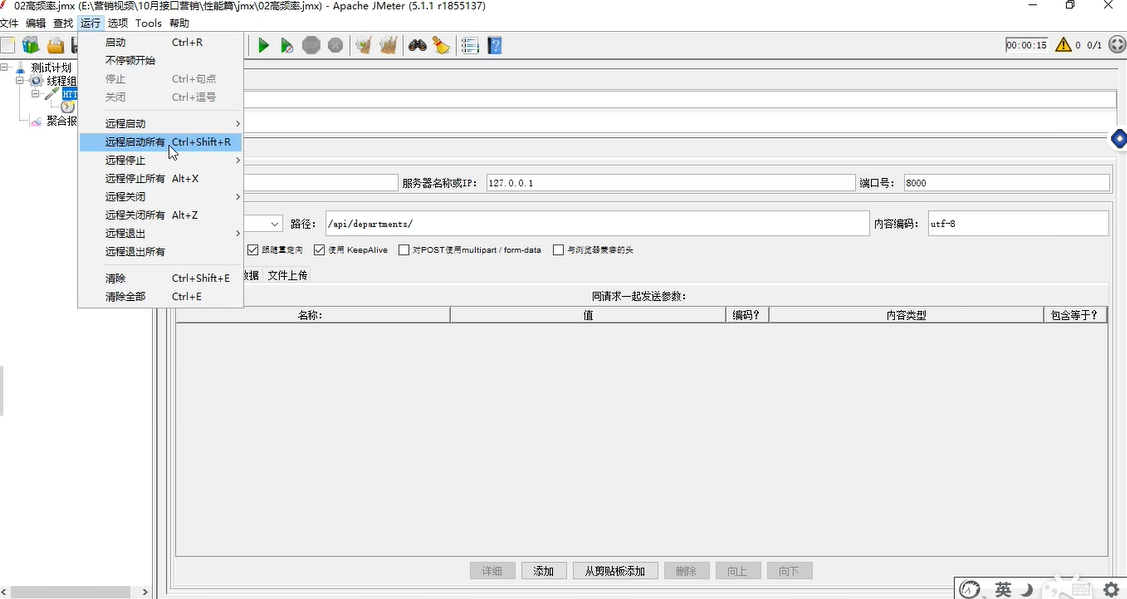 02高频率.jmx (E:\营销视频\10月接口营销\性能篇\jmx\02高频率.jmx) - Apache JMeter (5.1.1 r1855137)
文件 编辑 查找 运行 选项 Tools 帮助
00:00:15 0 0/1
测试计划
线程组
HTT
聚合报
启动 Ctrl+R
不停顿开始
停止 Ctrl+句点
关闭 Ctrl+逗号
远程启动
远程启动所有 Ctrl+Shift+R
远程停止
远程停止所有 Alt+X
远程关闭
远程关闭所有 Alt+Z
远程退出
远程退出所有
清除 Ctrl+Shift+E
清除全部 Ctrl+E
服务器名称或IP: 127.0.0.1 端口号: 8000
路径: /api/departments/ 内容编码: utf-8
跟随重定向 使用 KeepAlive 对POST使用multipart / form-data 与浏览器兼容的头
数据 文件上传
同请求一起发送参数:
名称: 值 编码? 内容类型 包含等于?
详细 添加 从剪贴板添加 删除 向上 向下
英